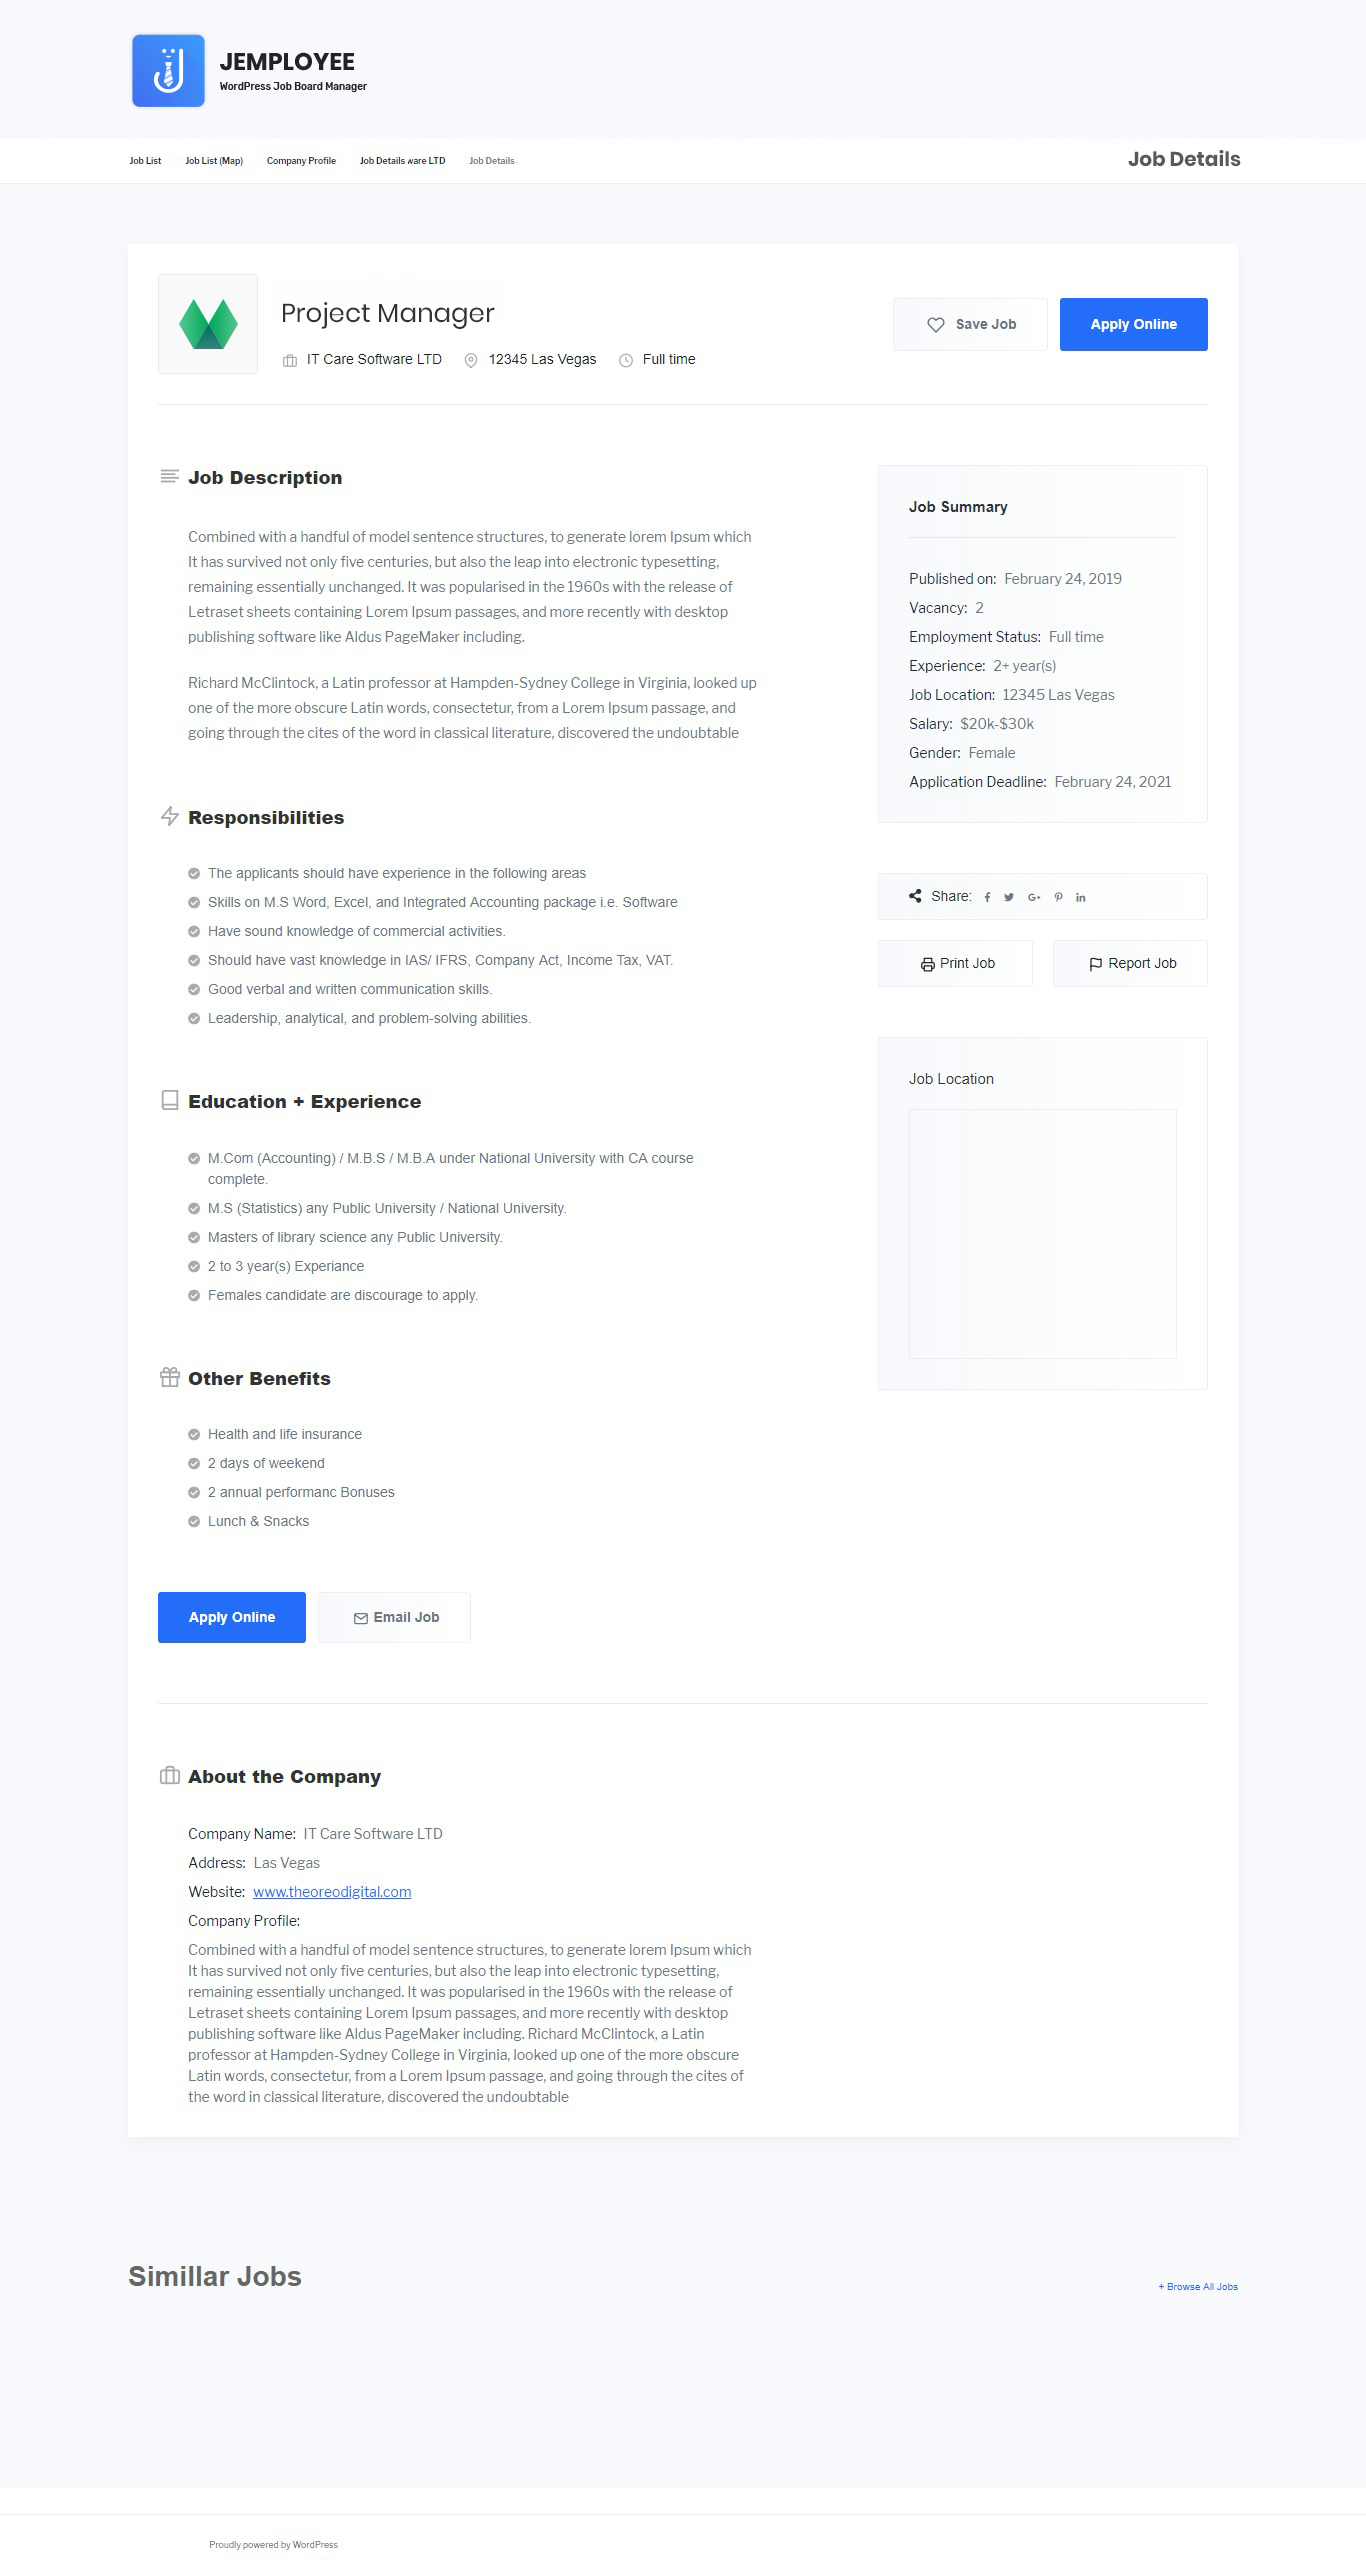 JEMPLOYEE
WordPress Job Board Manager
Job List
Job List (Map)
Company Profile
Job Details ware LTD
Job Details
Job Details
Project Manager
IT Care Software LTD
12345 Las Vegas
Full time
Save Job
Apply Online
Job Description
Combined with a handful of model sentence structures, to generate lorem Ipsum which
It has survived not only five centuries, but also the leap into electronic typesetting,
remaining essentially unchanged. It was popularised in the 1960s with the release of
Letraset sheets containing Lorem Ipsum passages, and more recently with desktop
publishing software like Aldus PageMaker including.
Richard McClintock, a Latin professor at Hampden-Sydney College in Virginia, looked up
one of the more obscure Latin words, consectetur, from a Lorem Ipsum passage, and
going through the cites of the word in classical literature, discovered the undoubtable
Responsibilities
The applicants should have experience in the following areas
Skills on M.S Word, Excel, and Integrated Accounting package i.e. Software
Have sound knowledge of commercial activities.
Should have vast knowledge in IAS/ IFRS, Company Act, Income Tax, VAT.
Good verbal and written communication skills.
Leadership, analytical, and problem-solving abilities.
Education + Experience
M.Com (Accounting) / M.B.S / M.B.A under National University with CA course
complete.
M.S (Statistics) any Public University / National University.
Masters of library science any Public University.
2 to 3 year(s) Experiance
Females candidate are discourage to apply.
Other Benefits
Health and life insurance
2 days of weekend
2 annual performanc Bonuses
Lunch & Snacks
Apply Online
Email Job
Job Summary
Published on: February 24, 2019
Vacancy: 2
Employment Status: Full time
Experience: 2+ year(s)
Job Location: 12345 Las Vegas
Salary: $20k-$30k
Gender: Female
Application Deadline: February 24, 2021
Share:
Print Job
Report Job
Job Location
About the Company
Company Name: IT Care Software LTD
Address: Las Vegas
Website: www.theoreodigital.com
Company Profile:
Combined with a handful of model sentence structures, to generate lorem Ipsum which
It has survived not only five centuries, but also the leap into electronic typesetting,
remaining essentially unchanged. It was popularised in the 1960s with the release of
Letraset sheets containing Lorem Ipsum passages, and more recently with desktop
publishing software like Aldus PageMaker including. Richard McClintock, a Latin
professor at Hampden-Sydney College in Virginia, looked up one of the more obscure
Latin words, consectetur, from a Lorem Ipsum passage, and going through the cites of
the word in classical literature, discovered the undoubtable
Simillar Jobs
+ Browse All Jobs
Proudly powered by WordPress